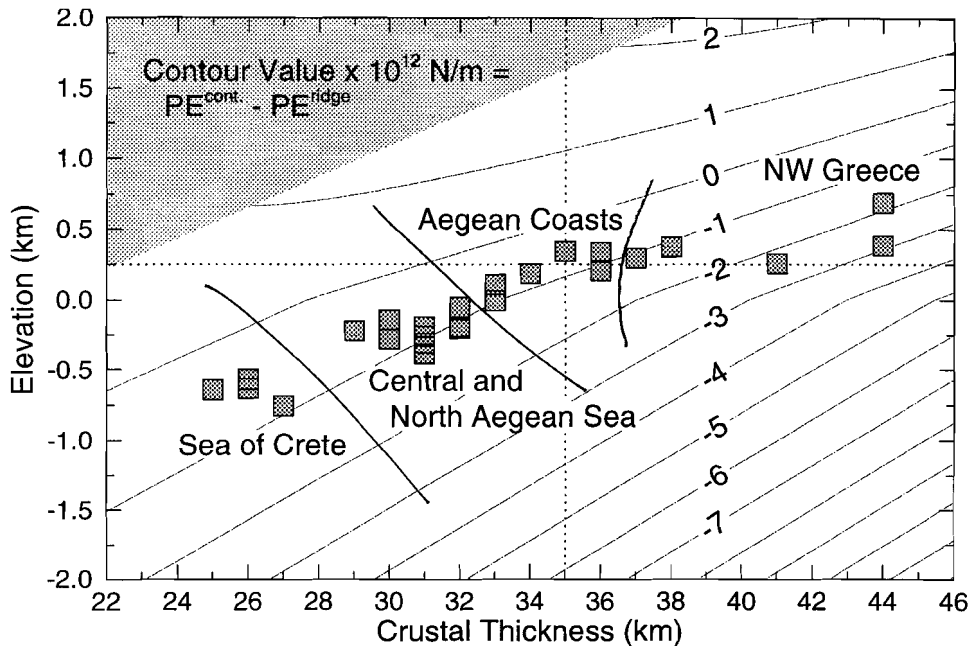 2.0
1.5
1.0
0.5
0.0
-0.5
-1.0
-1.5
-2.0
Elevation (km)
Contour Value x 10¹² N/m =
PE^cont. - PE^ridge
2
1
0
-1
-2
-3
-4
-5
-6
-7
NW Greece
Aegean Coasts
Central and
North Aegean Sea
Sea of Crete
22 24 26 28 30 32 34 36 38 40 42 44 46
Crustal Thickness (km)